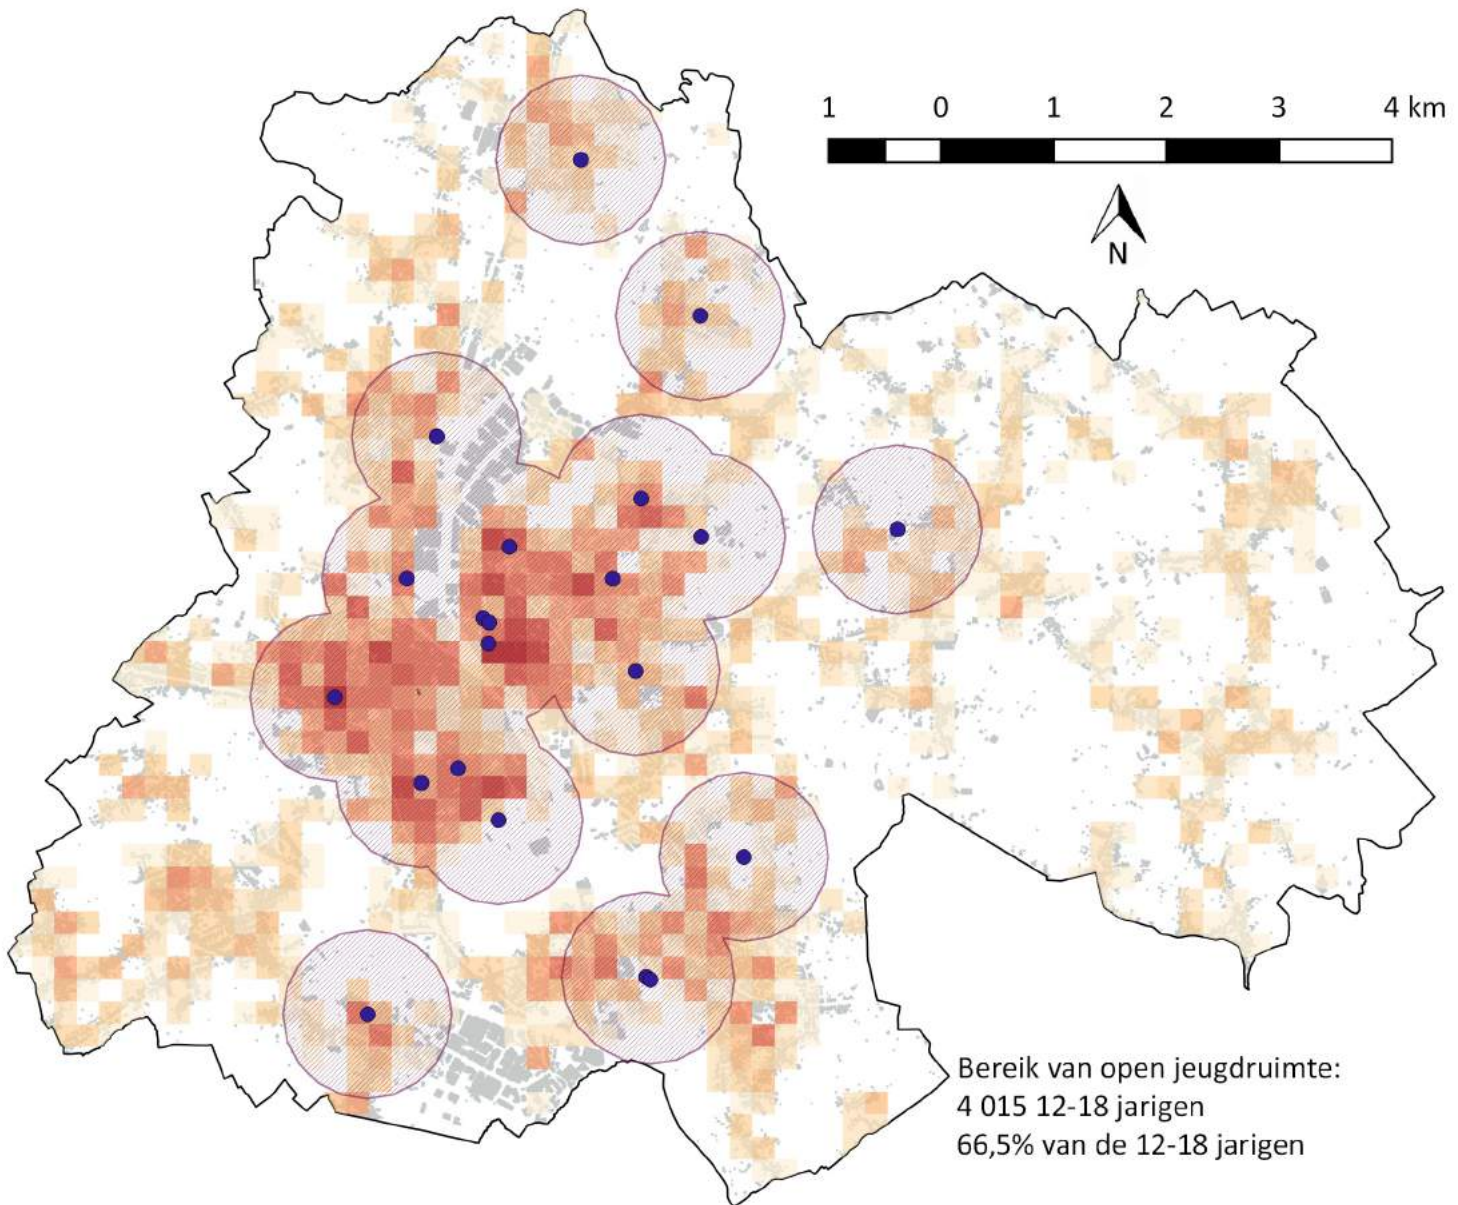 1 0 1 2 3 4 km
N
Bereik van open jeugdruimte:
4 015 12-18 jarigen
66,5% van de 12-18 jarigen